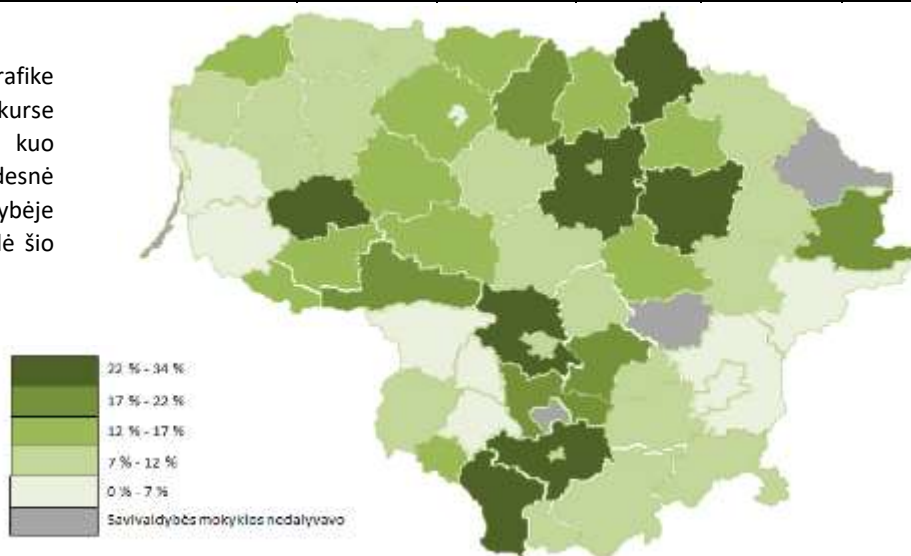 rafike
kurse
kuo
desnė
ybėje
lė šio
22 % - 34 %
17 % - 22 %
12 % - 17 %
7 % - 12 %
0 % - 7 %
Savivaldybės mokyklos nedalyvavo